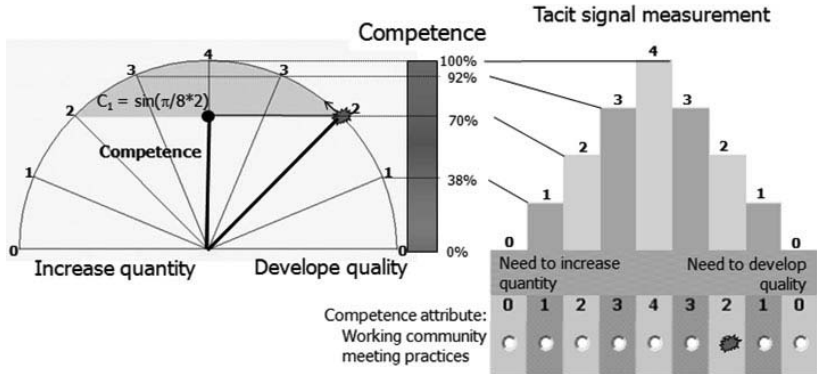 Tacit signal measurement
Competence
4
3
3
2
C₁ = sin(π/8*2)
2
Competence
1
1
0
0
Increase quantity
Develope quality
100%
92%
70%
38%
0%
4
3
3
2
2
1
1
0
0
Need to increase
quantity
Need to develop
quality
Competence attribute:
Working community
meeting practices
0 1 2 3 4 3 2 1 0